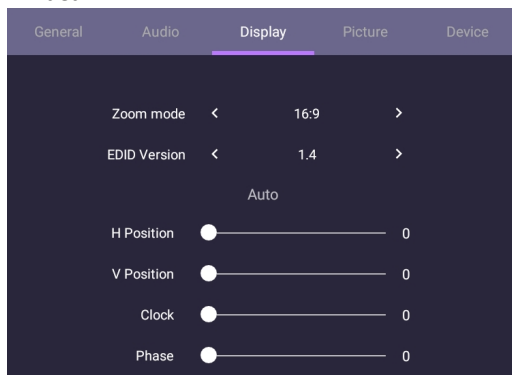 General Audio Display Picture Device
Zoom mode < 16:9 >
EDID Version < 1.4 >
Auto
H Position 0
V Position 0
Clock 0
Phase 0